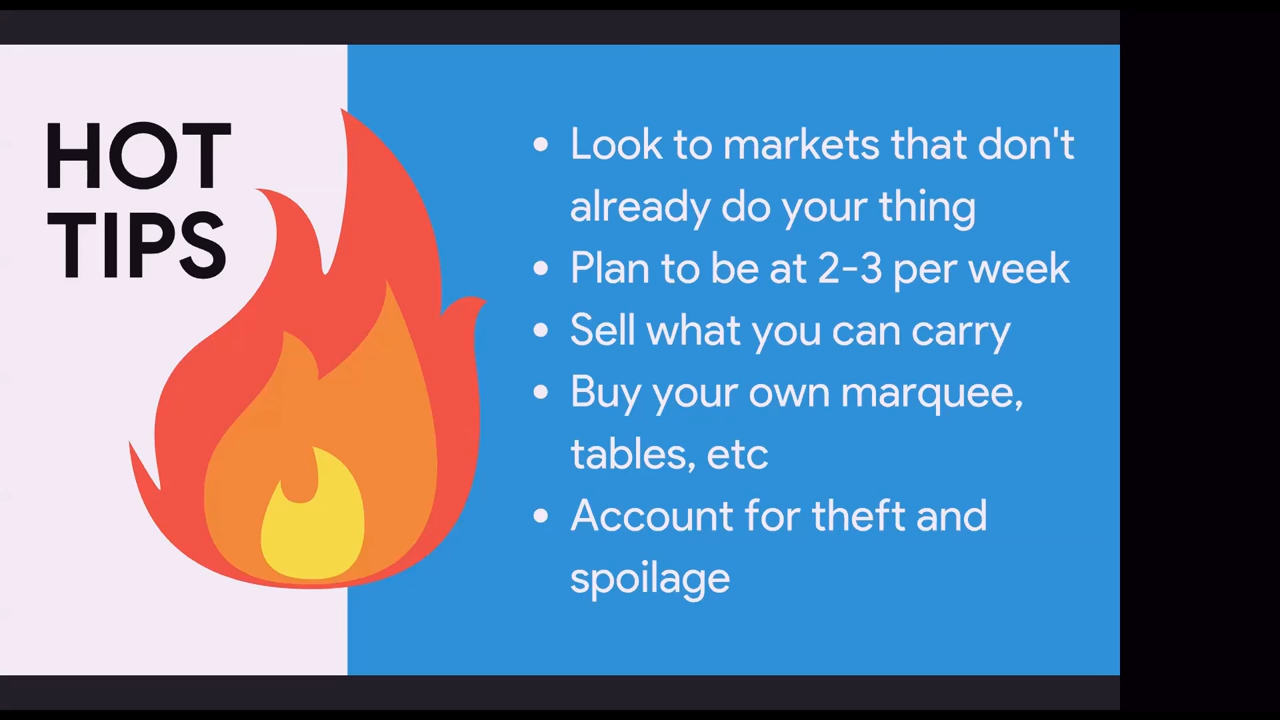 HOT
TIPS
• Look to markets that don't
already do your thing
• Plan to be at 2-3 per week
• Sell what you can carry
• Buy your own marquee,
tables, etc
• Account for theft and
spoilage